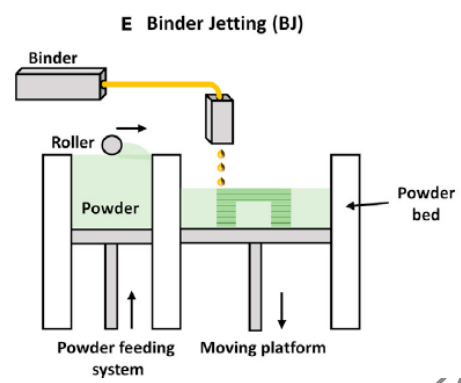 E Binder Jetting (BJ)
Binder
Roller
Powder
Powder
bed
Powder feeding
system
Moving platform